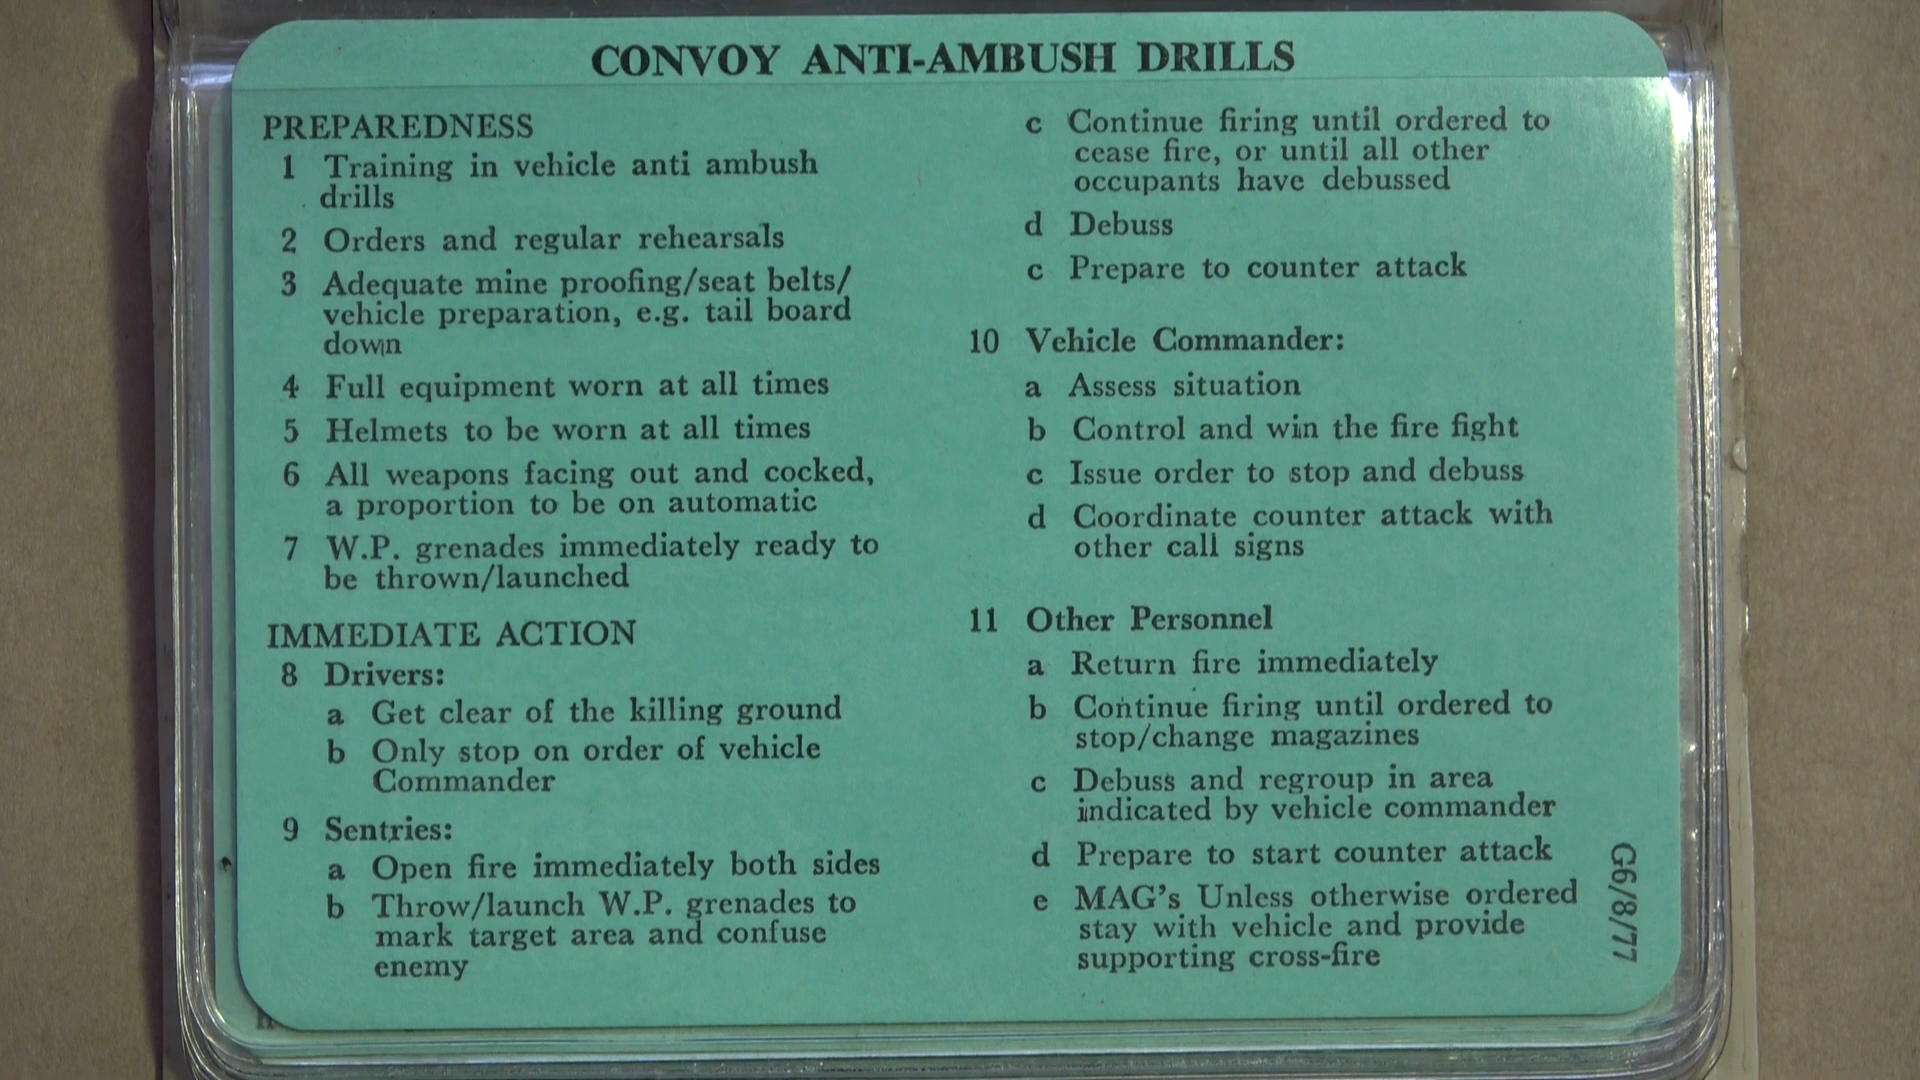 CONVOY ANTI-AMBUSH DRILLS
PREPAREDNESS
1 Training in vehicle anti ambush
drills
2 Orders and regular rehearsals
3 Adequate mine proofing/seat belts/
vehicle preparation, e.g. tail board
down
4 Full equipment worn at all times
5 Helmets to be worn at all times
6 All weapons facing out and cocked,
a proportion to be on automatic
7 W.P. grenades immediately ready to
be thrown/launched
IMMEDIATE ACTION
8 Drivers:
a Get clear of the killing ground
b Only stop on order of vehicle
Commander
9 Sentries:
a Open fire immediately both sides
b Throw/launch W.P. grenades to
mark target area and confuse
enemy
c Continue firing until ordered to
cease fire, or until all other
occupants have debussed
d Debuss
c Prepare to counter attack
10 Vehicle Commander:
a Assess situation
b Control and win the fire fight
c Issue order to stop and debuss
d Coordinate counter attack with
other call signs
11 Other Personnel
a Return fire immediately
b Continue firing until ordered to
stop/change magazines
c Debuss and regroup in area
indicated by vehicle commander
d Prepare to start counter attack
e MAG's Unless otherwise ordered
stay with vehicle and provide
supporting cross-fire
G6/8/77